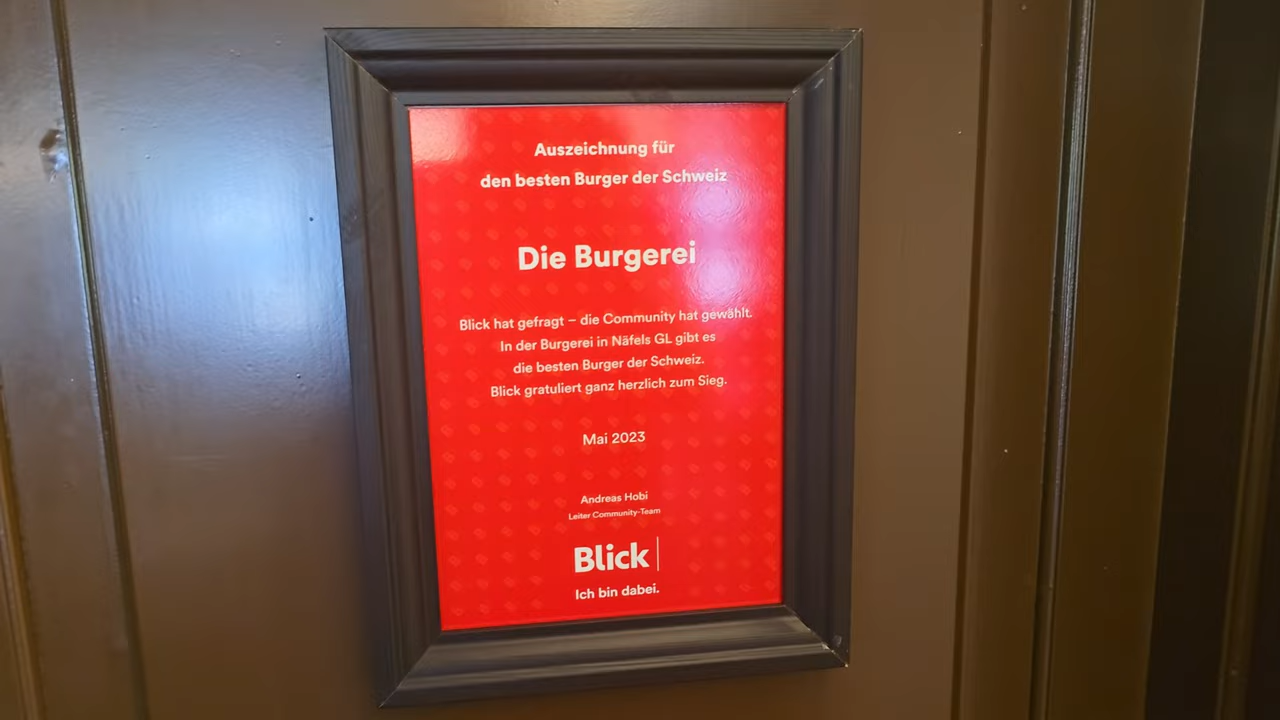 Auszeichnung für
den besten Burger der Schweiz
Die Burgerei
Blick hat gefragt – die Community hat gewählt.
In der Burgerei in Näfels GL gibt es
die besten Burger der Schweiz.
Blick gratuliert ganz herzlich zum Sieg.
Mai 2023
Andreas Hobi
Leiter Community-Team
Blick
Ich bin dabei.